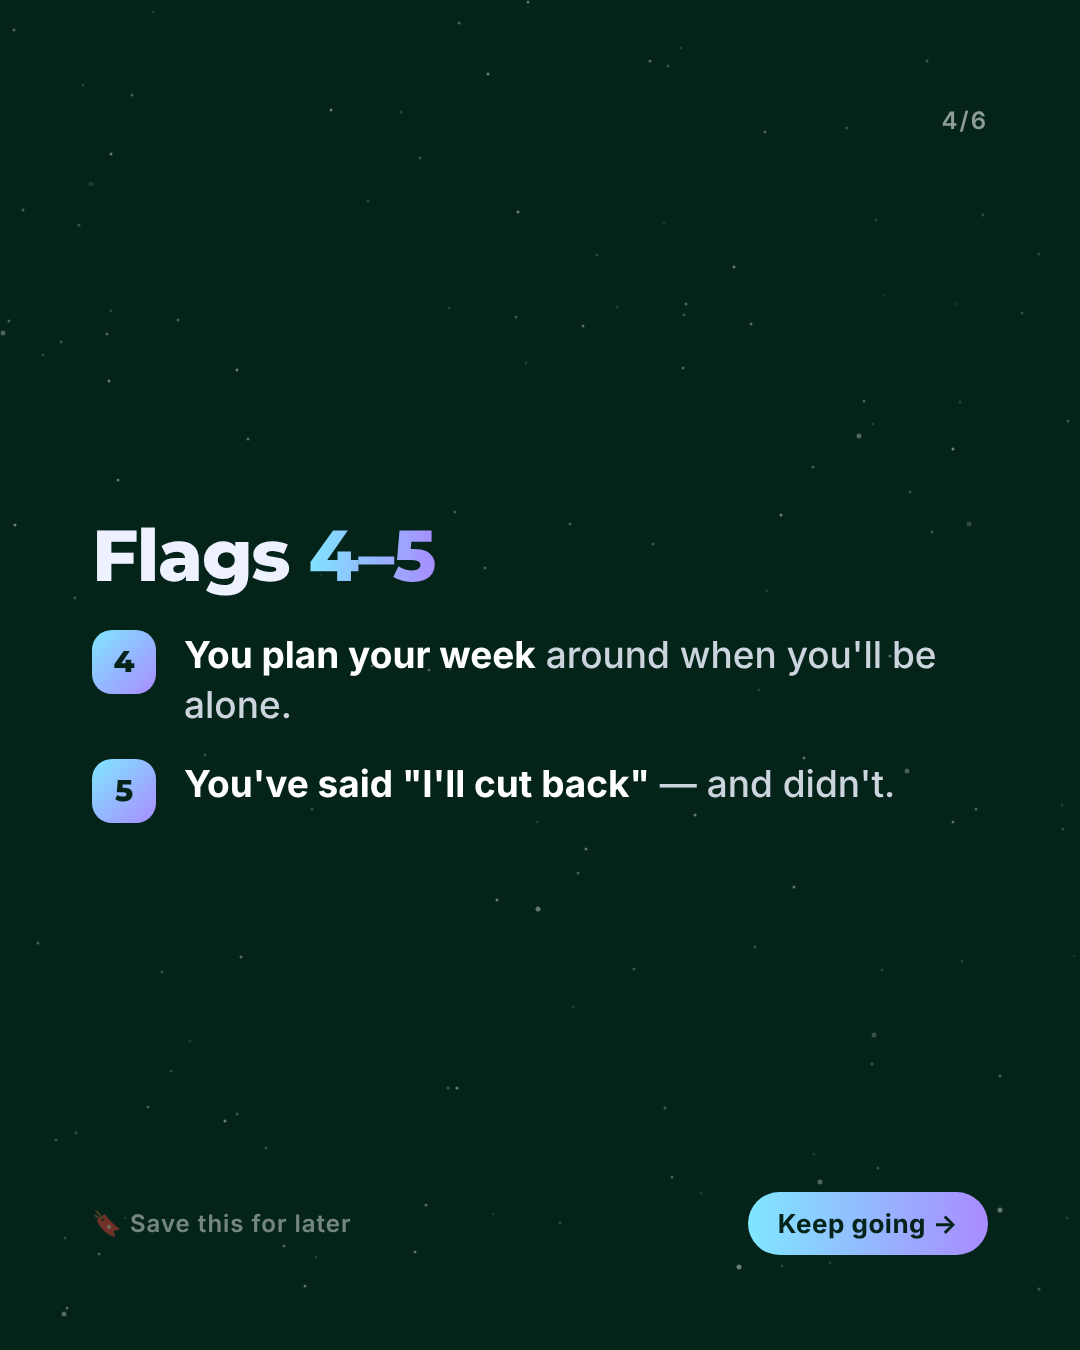 4/6
Flags 4–5
4 You plan your week around when you'll be
alone.
5 You've said "I'll cut back" — and didn't.
🔖 Save this for later
Keep going →